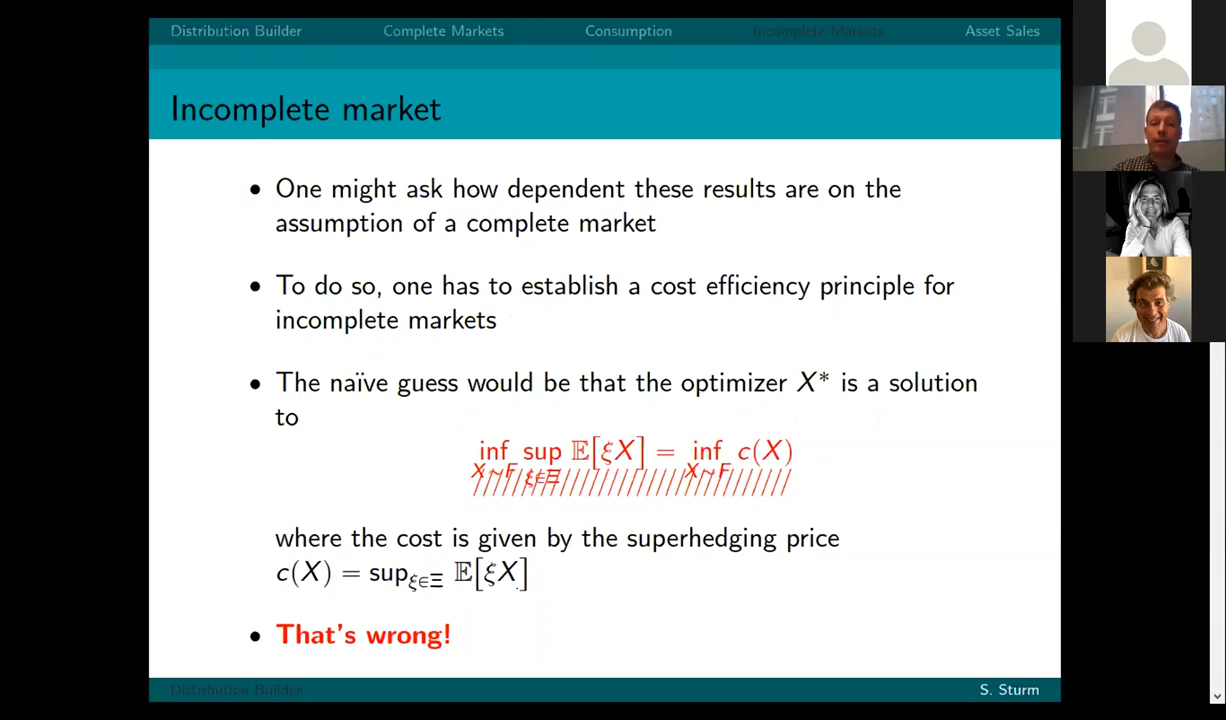 Distribution Builder Complete Markets Consumption Incomplete Markets Asset Sales
Incomplete market
• One might ask how dependent these results are on the
assumption of a complete market
• To do so, one has to establish a cost efficiency principle for
incomplete markets
• The naïve guess would be that the optimizer X* is a solution
to
inf sup 𝔼[ξX] = inf c(X)
X∼F ξ∈Ξ X∼F
where the cost is given by the superhedging price
c(X) = sup_{ξ∈Ξ} 𝔼[ξX]
• That's wrong!
Distribution Builder S. Sturm